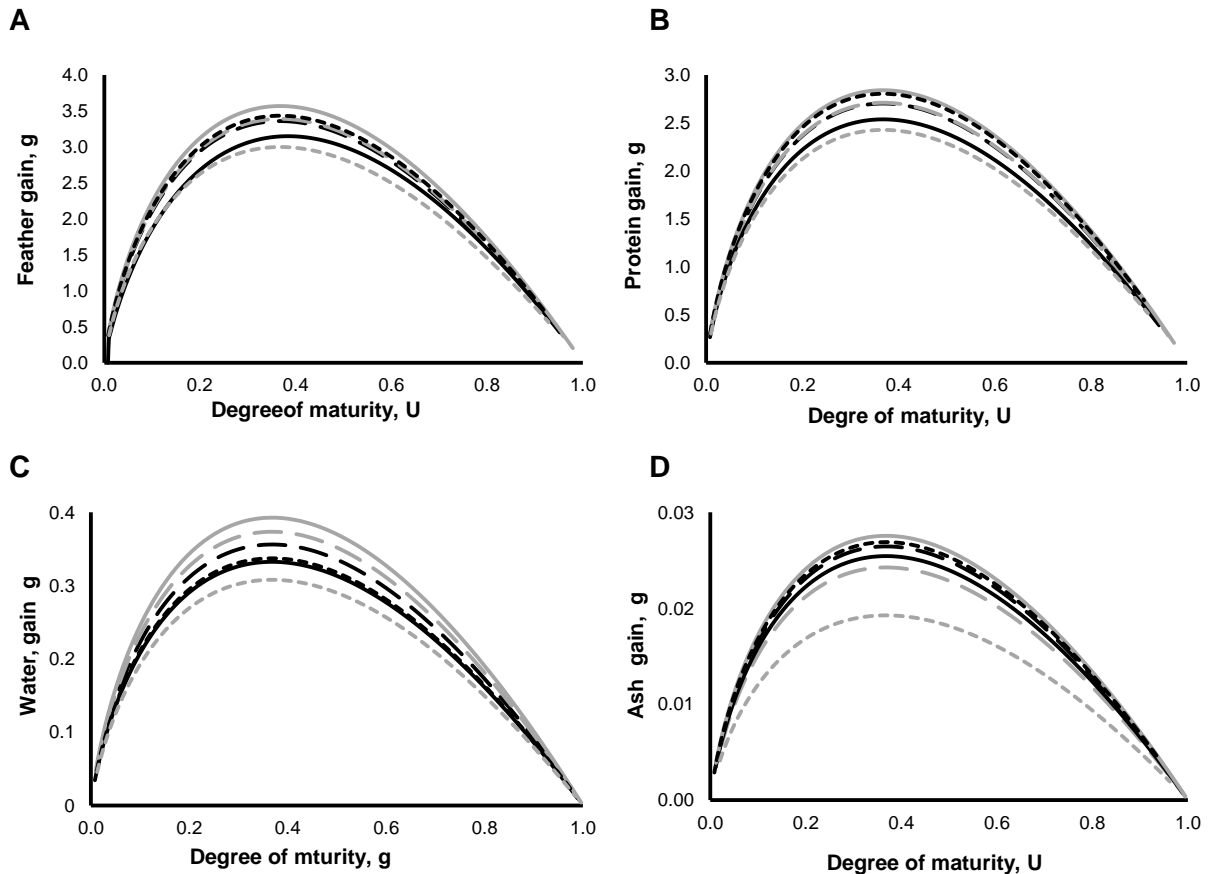 A
B
4.0
3.5
3.0
2.5
2.0
1.5
1.0
0.5
0.0
Feather gain, g
0.0 0.2 0.4 0.6 0.8 1.0
Degreeof maturity, U
3.0
2.5
2.0
1.5
1.0
0.5
0.0
Protein gain, g
0.0 0.2 0.4 0.6 0.8 1.0
Degre of maturity, U
C
D
0.4
0.3
0.2
0.1
0
Water, gain g
0.0 0.2 0.4 0.6 0.8 1.0
Degree of mturity, g
0.03
0.02
0.01
0.00
Ash gain, g
0.0 0.2 0.4 0.6 0.8 1.0
Degree of maturity, U